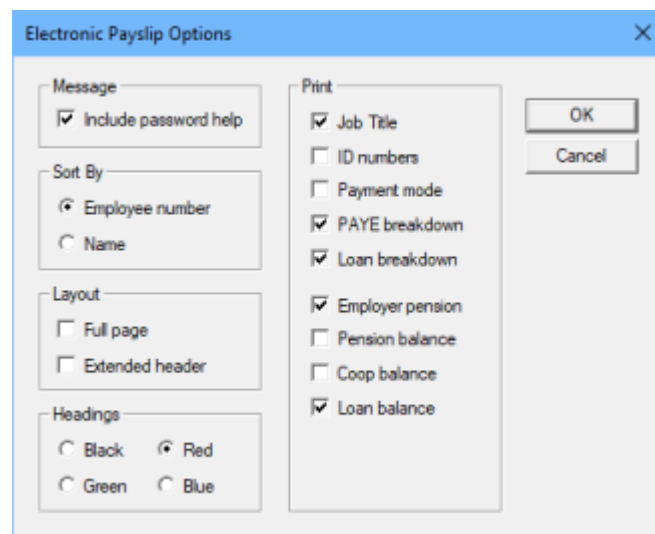 Electronic Payslip Options
Message
Include password help
Sort By
Employee number
Name
Layout
Full page
Extended header
Headings
Black Red
Green Blue
Print
Job Title
ID numbers
Payment mode
PAYE breakdown
Loan breakdown
Employer pension
Pension balance
Coop balance
Loan balance
OK
Cancel